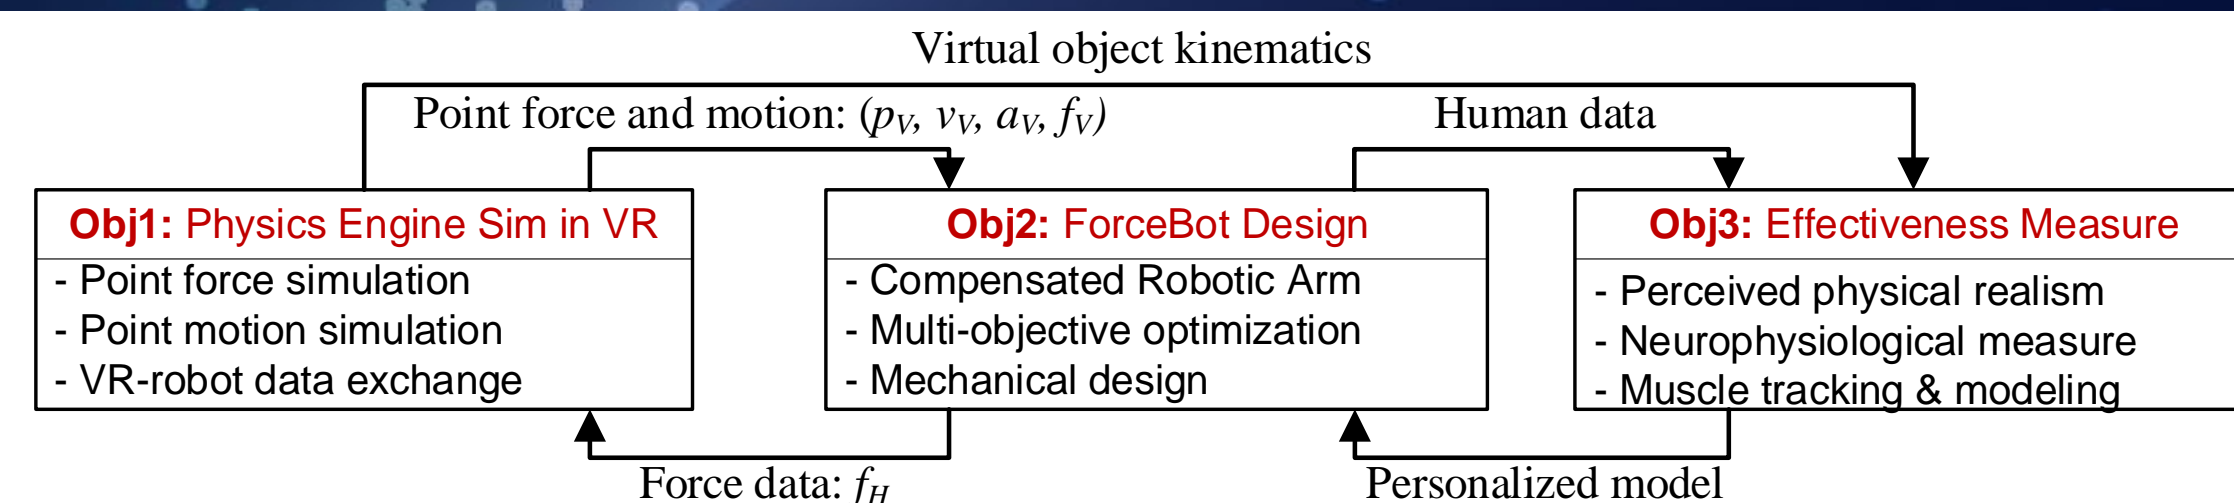 Virtual object kinematics
Point force and motion: (pV, vV, aV, fV)
Human data
Obj1: Physics Engine Sim in VR
- Point force simulation
- Point motion simulation
- VR-robot data exchange
Obj2: ForceBot Design
- Compensated Robotic Arm
- Multi-objective optimization
- Mechanical design
Obj3: Effectiveness Measure
- Perceived physical realism
- Neurophysiological measure
- Muscle tracking & modeling
Force data: fH
Personalized model